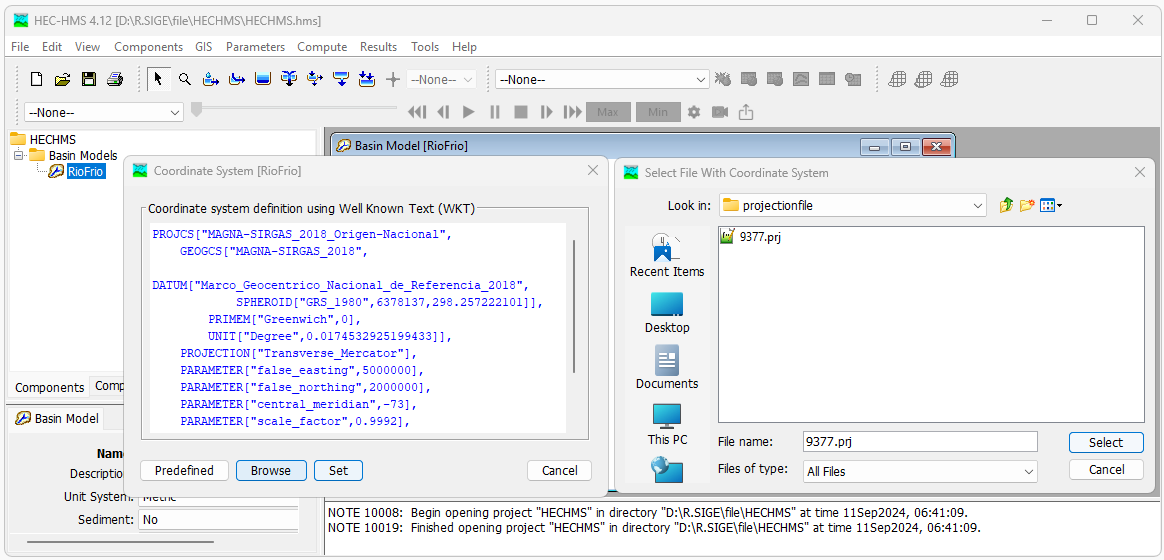 HEC-HMS 4.12 [D:\R.SIGE\file\HECHMS\HECHMS.hms]
File Edit View Components GIS Parameters Compute Results Tools Help
--None-- --None--
--None-- Max Min
HECHMS
Basin Models
RioFrio
Components
Basin Model
Description
Unit System:
Sediment: No
Basin Model [RioFrio]
Coordinate System [RioFrio]
Coordinate system definition using Well Known Text (WKT)
PROJCS["MAGNA-SIRGAS_2018_Origen-Nacional",
GEOGCS["MAGNA-SIRGAS_2018",
DATUM["Marco_Geocentrico_Nacional_de_Referencia_2018",
SPHEROID["GRS_1980",6378137,298.257222101]],
PRIMEM["Greenwich",0],
UNIT["Degree",0.0174532925199433]],
PROJECTION["Transverse_Mercator"],
PARAMETER["false_easting",5000000],
PARAMETER["false_northing",2000000],
PARAMETER["central_meridian",-73],
PARAMETER["scale_factor",0.9992],
Predefined Browse Set Cancel
Select File With Coordinate System
Look in: projectionfile
9377.prj
Recent Items
Desktop
Documents
This PC
File name: 9377.prj Select
Files of type: All Files Cancel
NOTE 10008: Begin opening project "HECHMS" in directory "D:\R.SIGE\file\HECHMS" at time 11Sep2024, 06:41:09.
NOTE 10019: Finished opening project "HECHMS" in directory "D:\R.SIGE\file\HECHMS" at time 11Sep2024, 06:41:09.